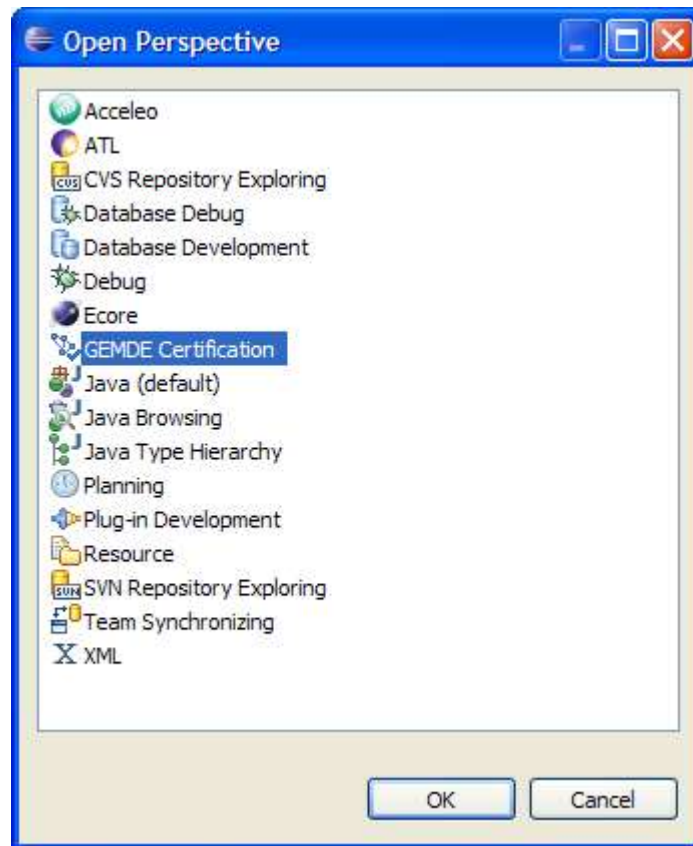 Open Perspective
Acceleo
ATL
CVS Repository Exploring
Database Debug
Database Development
Debug
Ecore
GEMDE Certification
Java (default)
Java Browsing
Java Type Hierarchy
Planning
Plug-in Development
Resource
SVN Repository Exploring
Team Synchronizing
XML
OK Cancel